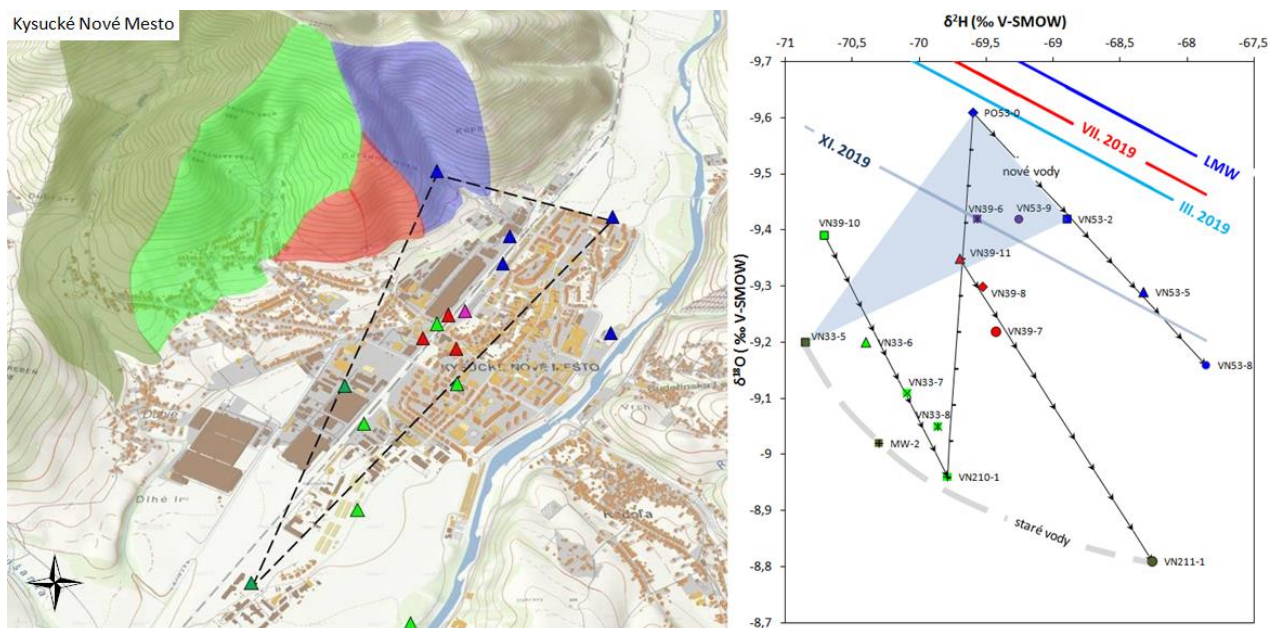 Kysucké Nové Mesto
KYSUCKÉ NOVÉ MESTO
Vrch
Dlhé
Kadoľa
δ²H (‰ V-SMOW)
-71 -70,5 -70 -69,5 -69 -68,5 -68 -67,5
δ¹⁸O (‰ V-SMOW)
-9,7
-9,6
-9,5
-9,4
-9,3
-9,2
-9,1
-9
-8,9
-8,8
-8,7
LMW
VII. 2019
III. 2019
XI. 2019
PO53-0
nové vody
VN39-6
VN53-9
VN53-2
VN39-10
VN39-11
VN39-8
VN53-5
VN39-7
VN33-5
VN33-6
VN53-8
VN33-7
VN33-8
MW-2
VN210-1
staré vody
VN211-1